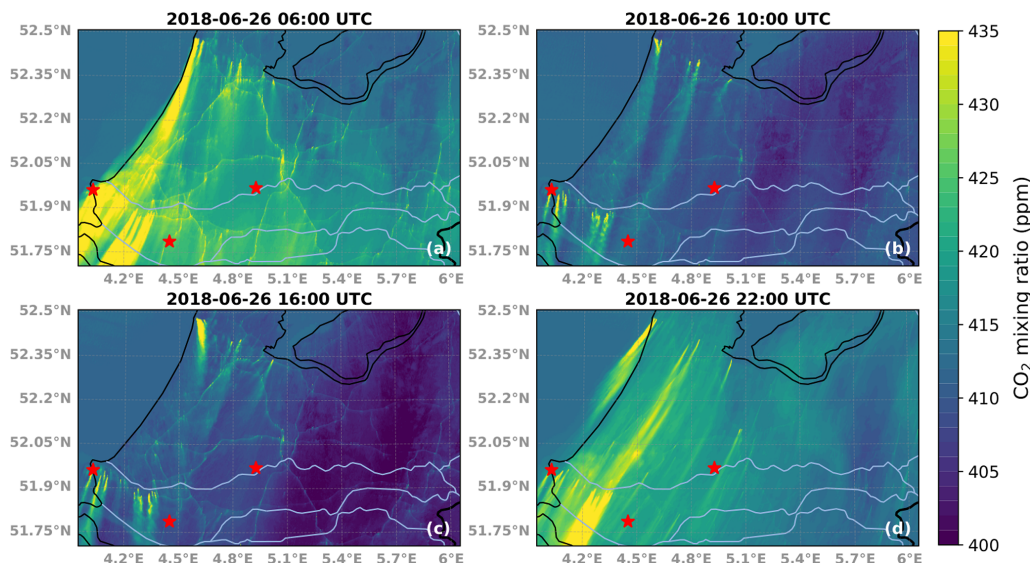 2018-06-26 06:00 UTC
2018-06-26 10:00 UTC
52.5°N
52.35°N
52.2°N
52.05°N
51.9°N
51.75°N
(a)
4.2°E 4.5°E 4.8°E 5.1°E 5.4°E 5.7°E 6°E
52.5°N
52.35°N
52.2°N
52.05°N
51.9°N
51.75°N
(b)
4.2°E 4.5°E 4.8°E 5.1°E 5.4°E 5.7°E 6°E
2018-06-26 16:00 UTC
2018-06-26 22:00 UTC
52.5°N
52.35°N
52.2°N
52.05°N
51.9°N
51.75°N
(c)
4.2°E 4.5°E 4.8°E 5.1°E 5.4°E 5.7°E 6°E
52.5°N
52.35°N
52.2°N
52.05°N
51.9°N
51.75°N
(d)
4.2°E 4.5°E 4.8°E 5.1°E 5.4°E 5.7°E 6°E
435
430
425
420
415
410
405
400
CO₂ mixing ratio (ppm)